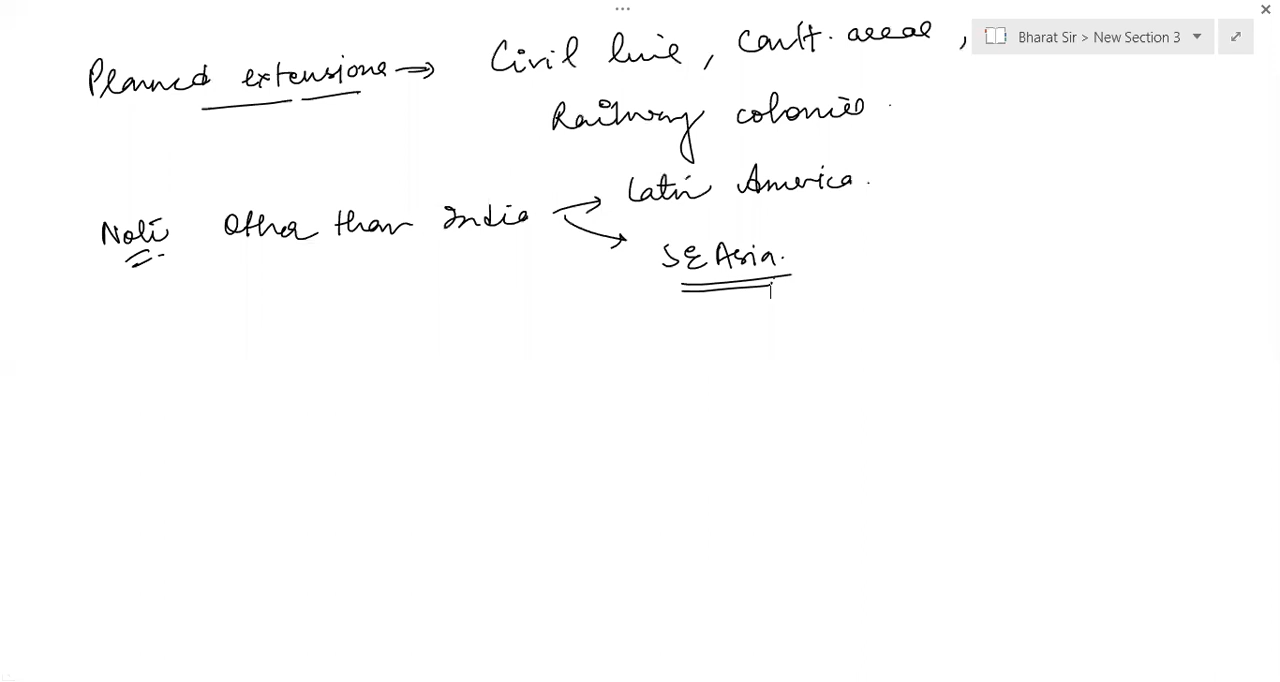 Bharat Sir > New Section 3
Planned extensions → Civil line, Cantt. areas,
Railway colonies.
Note Other than India → Latin America.
→ SE Asia.